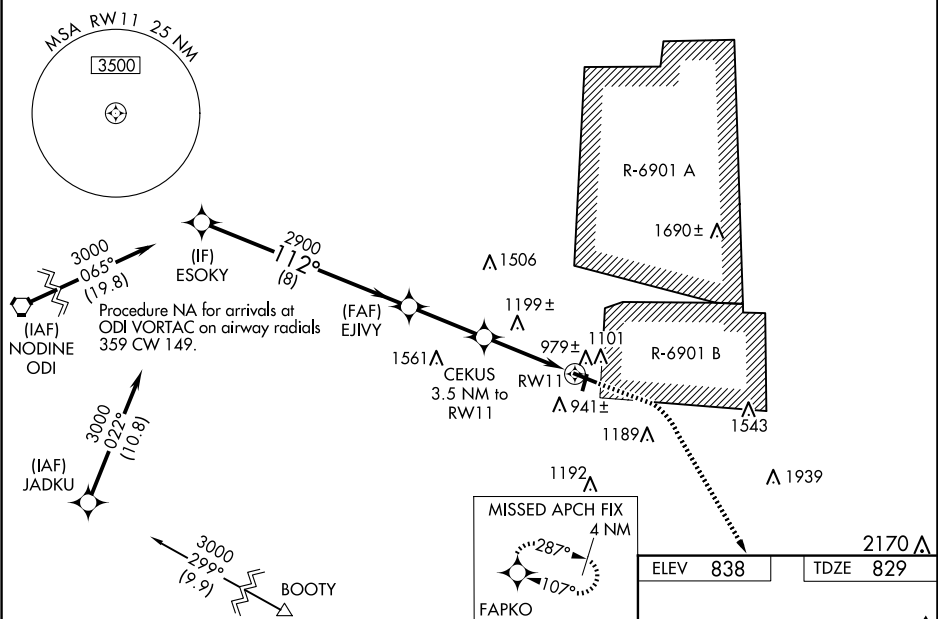 MSA RW11 25 NM
3500
R-6901 A
1690±
3000
065°
(19.8)
(IF)
ESOKY
2900
112°
(8)
1506
(IAF)
NODINE
ODI
Procedure NA for arrivals at
ODI VORTAC on airway radials
359 CW 149.
(FAF)
EJIVY
1199±
1561
CEKUS
3.5 NM to
RW11
979±
1101
RW11
R-6901 B
941±
1189
1543
3000
022°
(10.8)
(IAF)
JADKU
1192
1939
3000
299°
(9.9)
BOOTY
MISSED APCH FIX
4 NM
287°
107°
FAPKO
2170
ELEV 838
TDZE 829